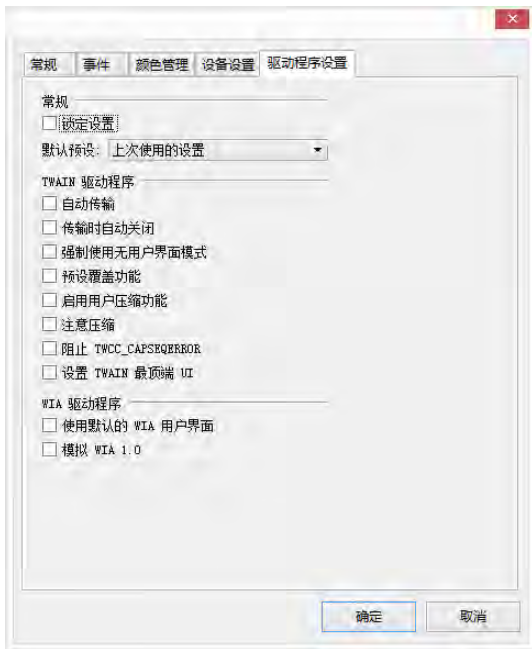 常规 事件 颜色管理 设备设置 驱动程序设置
常规
锁定设置
默认预设: 上次使用的设置
TWAIN 驱动程序
自动传输
传输时自动关闭
强制使用无用户界面模式
预设覆盖功能
启用用户压缩功能
注意压缩
阻止 TWCC_CAPSEQERROR
设置 TWAIN 最顶端 UI
WIA 驱动程序
使用默认的 WIA 用户界面
模拟 WIA 1.0
确定 取消